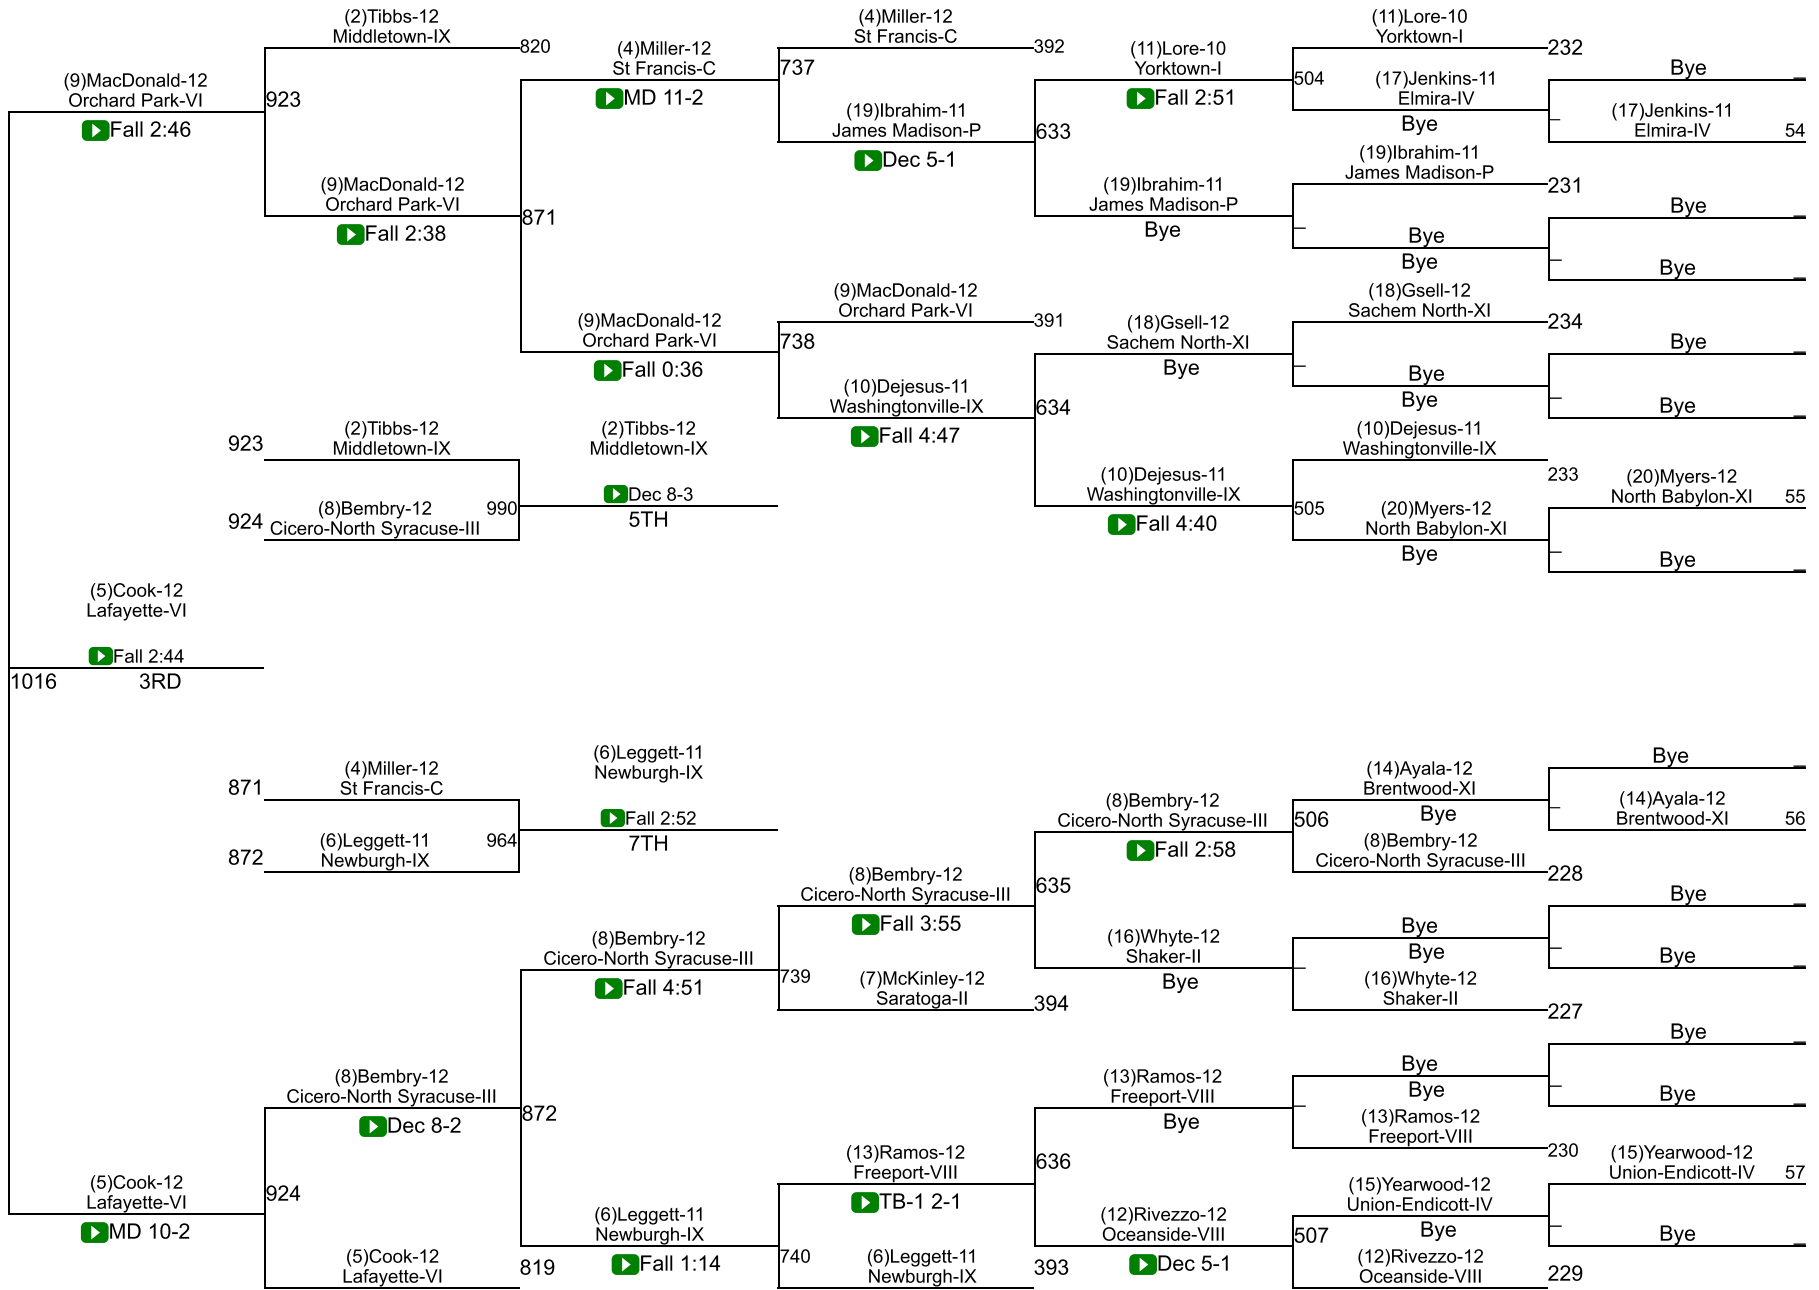 (2)Tibbs-12
Middletown-IX
820
(9)MacDonald-12
Orchard Park-VI
Fall 2:46
923
(9)MacDonald-12
Orchard Park-VI
Fall 2:38
(4)Miller-12
St Francis-C
MD 11-2
871
(9)MacDonald-12
Orchard Park-VI
Fall 0:36
(4)Miller-12
St Francis-C
392
737
(19)Ibrahim-11
James Madison-P
Dec 5-1
(9)MacDonald-12
Orchard Park-VI
391
738
(10)Dejesus-11
Washingtonville-IX
Fall 4:47
(11)Lore-10
Yorktown-I
Fall 2:51
633
(19)Ibrahim-11
James Madison-P
Bye
(18)Gsell-12
Sachem North-XI
Bye
634
(10)Dejesus-11
Washingtonville-IX
Fall 4:40
(11)Lore-10
Yorktown-I
232
504
(17)Jenkins-11
Elmira-IV
Bye
(19)Ibrahim-11
James Madison-P
231
Bye
Bye
(18)Gsell-12
Sachem North-XI
234
Bye
Bye
(10)Dejesus-11
Washingtonville-IX
233
505
(20)Myers-12
North Babylon-XI
Bye
Bye
(17)Jenkins-11
Elmira-IV
54
Bye
Bye
Bye
Bye
(20)Myers-12
North Babylon-XI
55
Bye
923
(2)Tibbs-12
Middletown-IX
924
(8)Bembry-12
Cicero-North Syracuse-III
990
(2)Tibbs-12
Middletown-IX
Dec 8-3
5TH
(5)Cook-12
Lafayette-VI
Fall 2:44
1016
3RD
871
(4)Miller-12
St Francis-C
872
(6)Leggett-11
Newburgh-IX
964
(6)Leggett-11
Newburgh-IX
Fall 2:52
7TH
(5)Cook-12
Lafayette-VI
MD 10-2
(8)Bembry-12
Cicero-North Syracuse-III
Dec 8-2
924
(5)Cook-12
Lafayette-VI
819
(8)Bembry-12
Cicero-North Syracuse-III
Fall 4:51
872
(6)Leggett-11
Newburgh-IX
Fall 1:14
(8)Bembry-12
Cicero-North Syracuse-III
Fall 3:55
739
(7)McKinley-12
Saratoga-II
394
(13)Ramos-12
Freeport-VIII
TB-1 2-1
740
(6)Leggett-11
Newburgh-IX
393
(8)Bembry-12
Cicero-North Syracuse-III
Fall 2:58
635
(16)Whyte-12
Shaker-II
Bye
(13)Ramos-12
Freeport-VIII
Bye
636
(12)Rivezzo-12
Oceanside-VIII
Dec 5-1
(14)Ayala-12
Brentwood-XI
Bye
506
(8)Bembry-12
Cicero-North Syracuse-III
228
Bye
Bye
(16)Whyte-12
Shaker-II
227
Bye
Bye
(13)Ramos-12
Freeport-VIII
230
(15)Yearwood-12
Union-Endicott-IV
Bye
507
(12)Rivezzo-12
Oceanside-VIII
229
Bye
(14)Ayala-12
Brentwood-XI
56
Bye
Bye
Bye
Bye
(15)Yearwood-12
Union-Endicott-IV
57
Bye